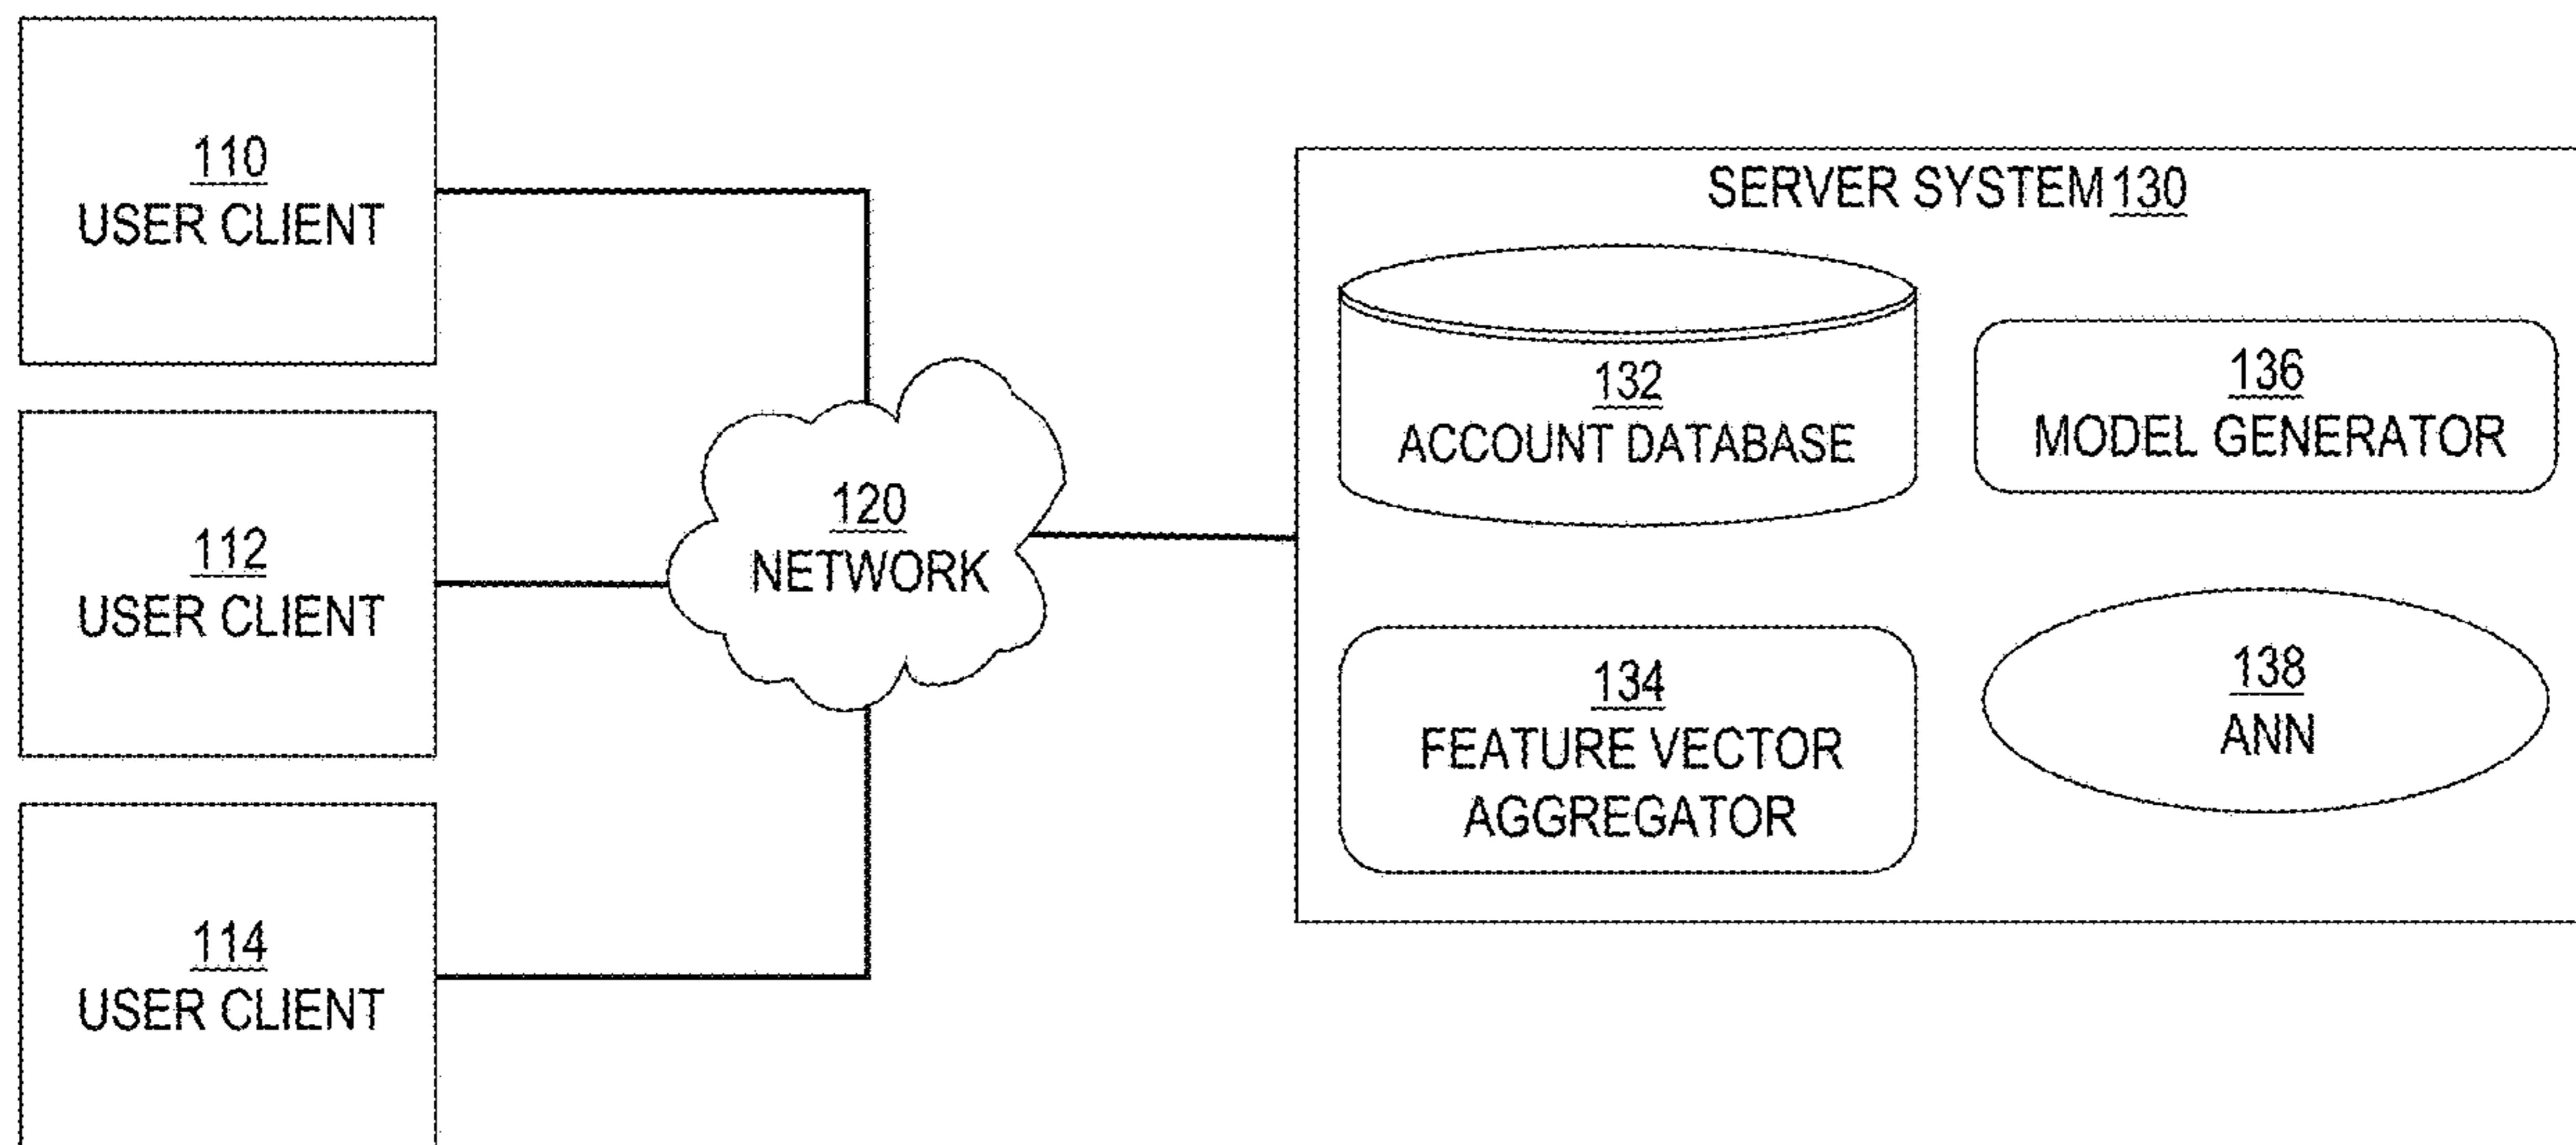 110
USER CLIENT
112
USER CLIENT
114
USER CLIENT
120
NETWORK
SERVER SYSTEM 130
132
ACCOUNT DATABASE
136
MODEL GENERATOR
134
FEATURE VECTOR
AGGREGATOR
138
ANN